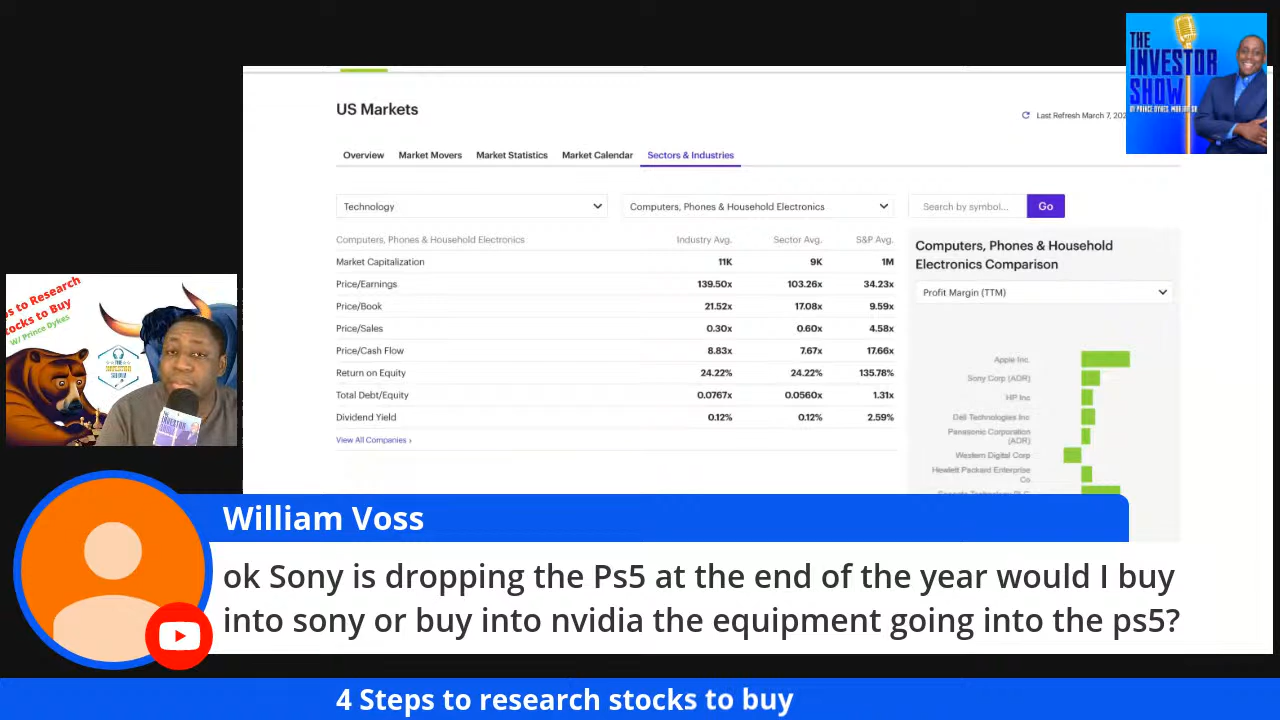 THE
INVESTOR
SHOW
US Markets
Last Refresh March 7, 202
Overview Market Movers Market Statistics Market Calendar Sectors & Industries
Technology Computers, Phones & Household Electronics Search by symbol... Go
Computers, Phones & Household Electronics Industry Avg. Sector Avg. S&P Avg.
Market Capitalization 11K 9K 1M
Price/Earnings 139.50x 103.26x 34.23x
Price/Book 21.52x 17.08x 9.59x
Price/Sales 0.30x 0.60x 4.58x
Price/Cash Flow 8.83x 7.67x 17.66x
Return on Equity 24.22% 24.22% 135.78%
Total Debt/Equity 0.0767x 0.0560x 1.31x
Dividend Yield 0.12% 0.12% 2.59%
View All Companies ›
Computers, Phones & Household
Electronics Comparison
Profit Margin (TTM)
Apple Inc.
Sony Corp (ADR)
HP Inc
Dell Technologies Inc
Panasonic Corporation
(ADR)
Western Digital Corp
Hewlett Packard Enterprise
Co
ps to Research
tocks to Buy
W/ Prince Dykes
THE
INVESTOR
SHOW
William Voss
ok Sony is dropping the Ps5 at the end of the year would I buy
into sony or buy into nvidia the equipment going into the ps5?
4 Steps to research stocks to buy